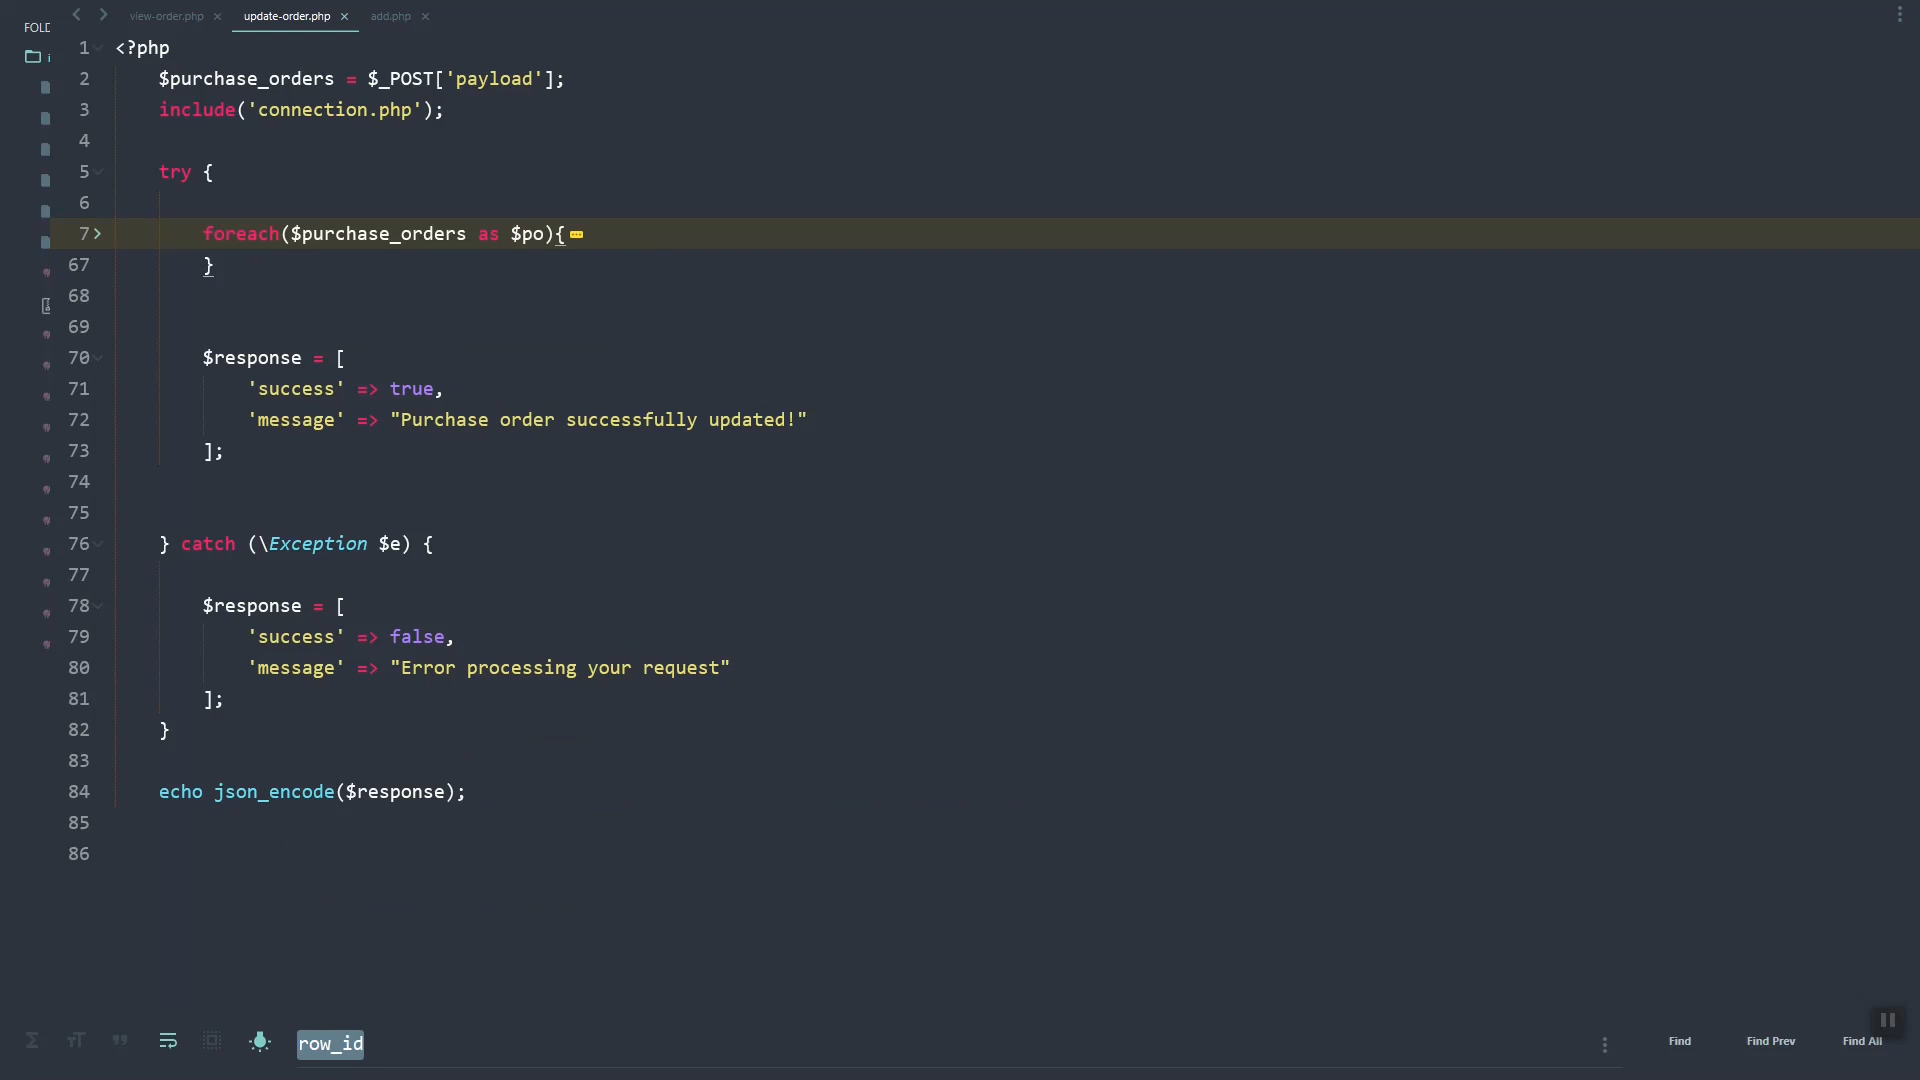 FOLD
view-order.php × update-order.php × add.php ×
1 <?php
2 $purchase_orders = $_POST['payload'];
3 include('connection.php');
4
5 try {
6
7 foreach($purchase_orders as $po){
67 }
68
69
70 $response = [
71 'success' => true,
72 'message' => "Purchase order successfully updated!"
73 ];
74
75
76 } catch (\Exception $e) {
77
78 $response = [
79 'success' => false,
80 'message' => "Error processing your request"
81 ];
82 }
83
84 echo json_encode($response);
85
86
row_id
Find Find Prev Find All